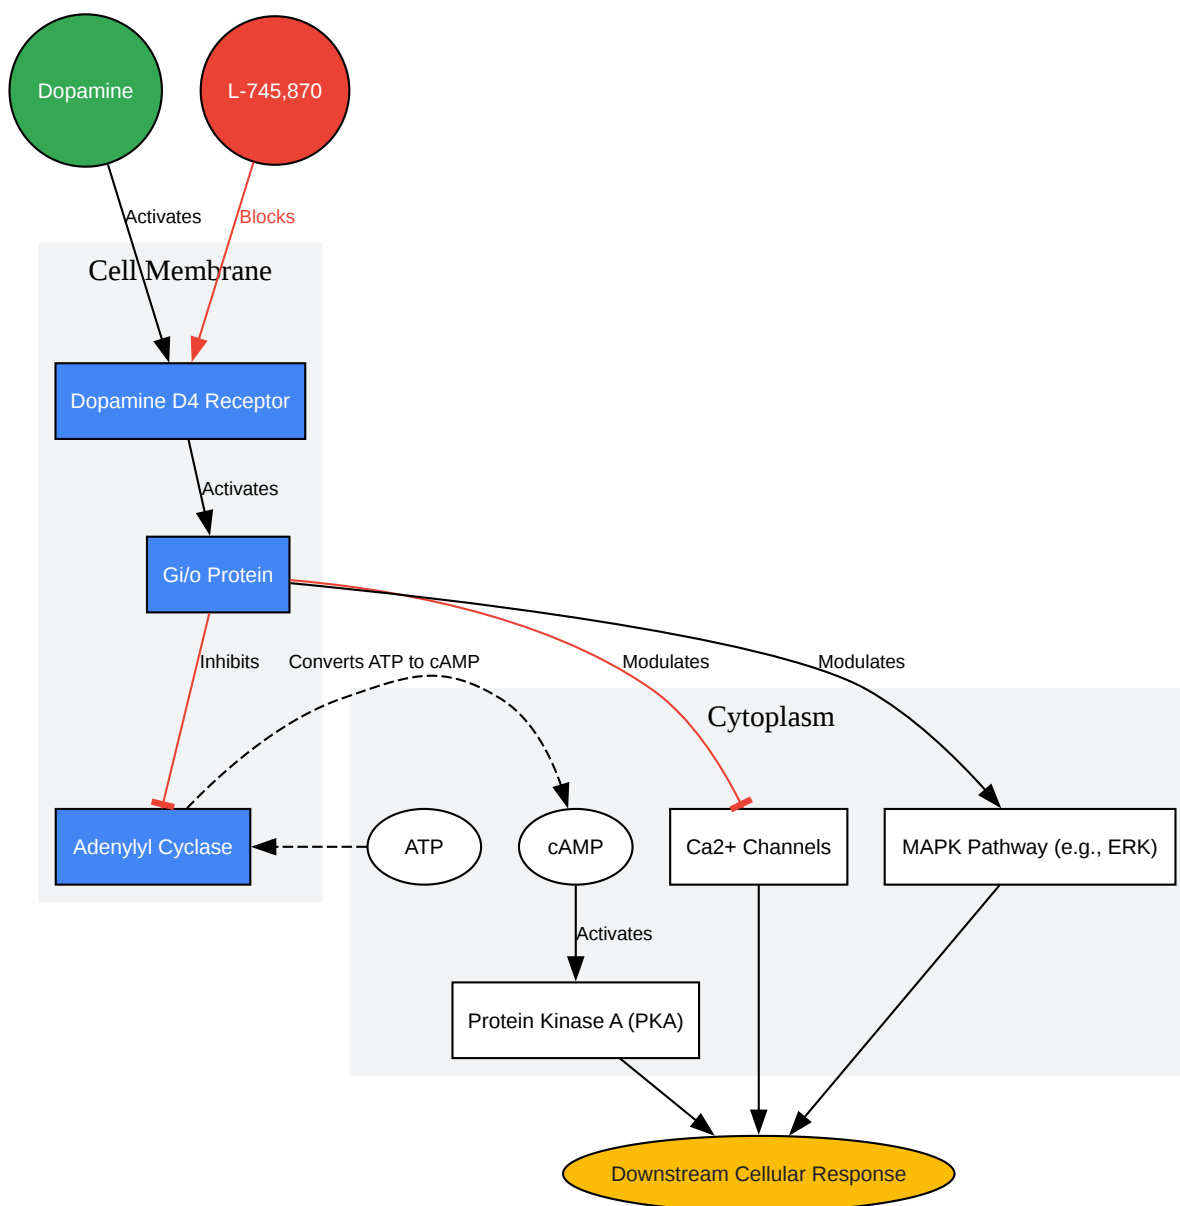 Dopamine
L-745,870
Activates
Blocks
Cell Membrane
Dopamine D4 Receptor
Activates
Gi/o Protein
Inhibits
Converts ATP to cAMP
Modulates
Modulates
Cytoplasm
Adenylyl Cyclase
ATP
cAMP
Ca2+ Channels
MAPK Pathway (e.g., ERK)
Activates
Protein Kinase A (PKA)
Downstream Cellular Response